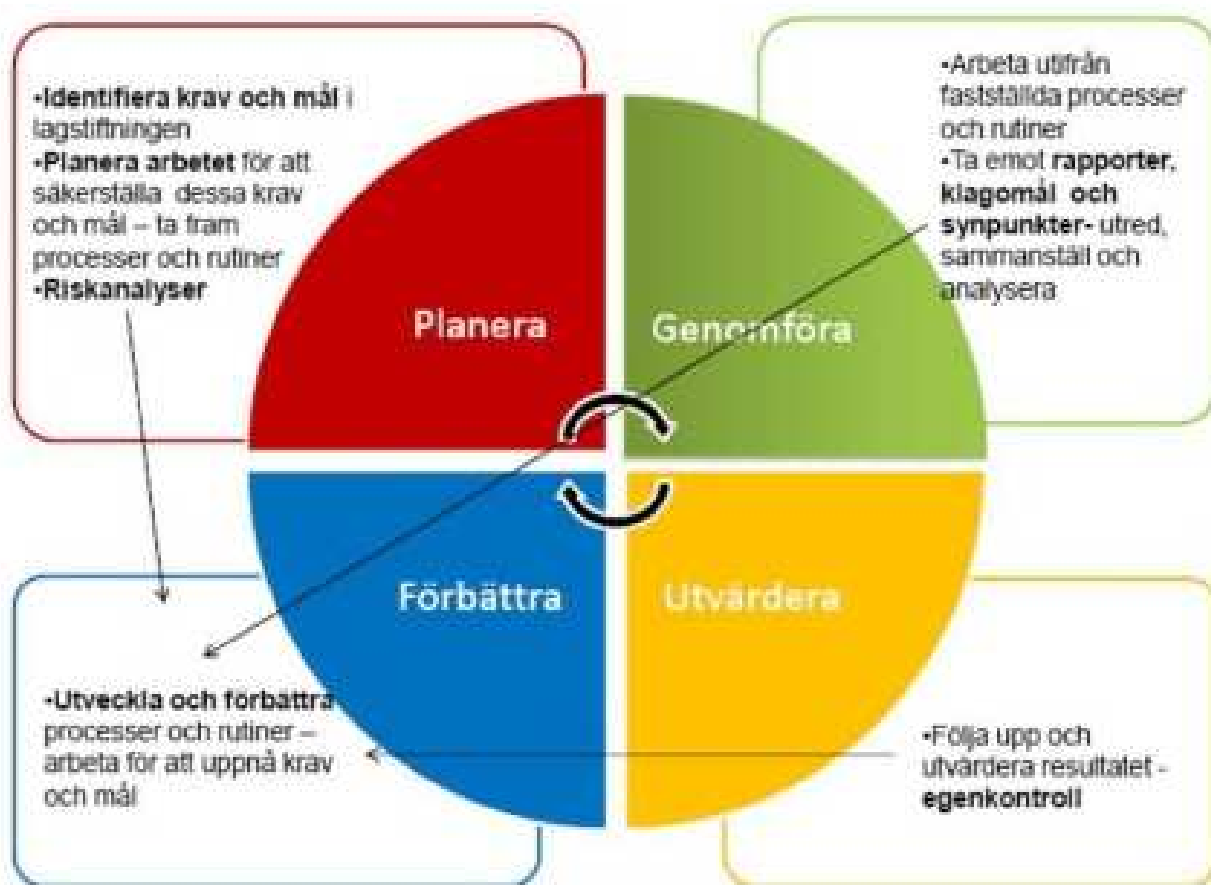 •Identifiera krav och mål i
lagstiftningen
•Planera arbetet för att
säkerställa dessa krav
och mål – ta fram
processer och rutiner
•Riskanalyser
•Arbeta utifrån
fastställda processer
och rutiner
•Ta emot rapporter,
klagomål och
synpunkter- utred,
sammanställ och
analysera
Planera
Genomföra
Förbättra
Utvärdera
•Utveckla och förbättra
processer och rutiner –
arbeta för att uppnå krav
och mål
•Följa upp och
utvärdera resultatet -
egenkontroll